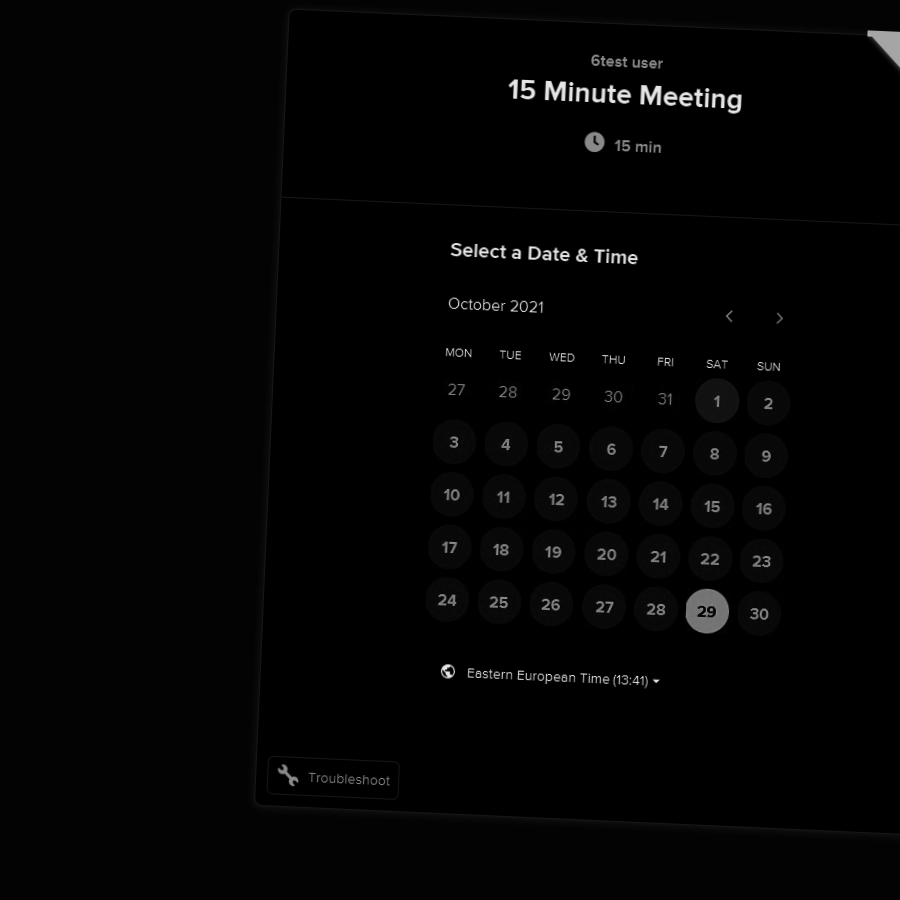 6test user
15 Minute Meeting
15 min
Select a Date & Time
October 2021
MON TUE WED THU FRI SAT SUN
27 28 29 30 31 1 2
3 4 5 6 7 8 9
10 11 12 13 14 15 16
17 18 19 20 21 22 23
24 25 26 27 28 29 30
Eastern European Time (13:41)
Troubleshoot